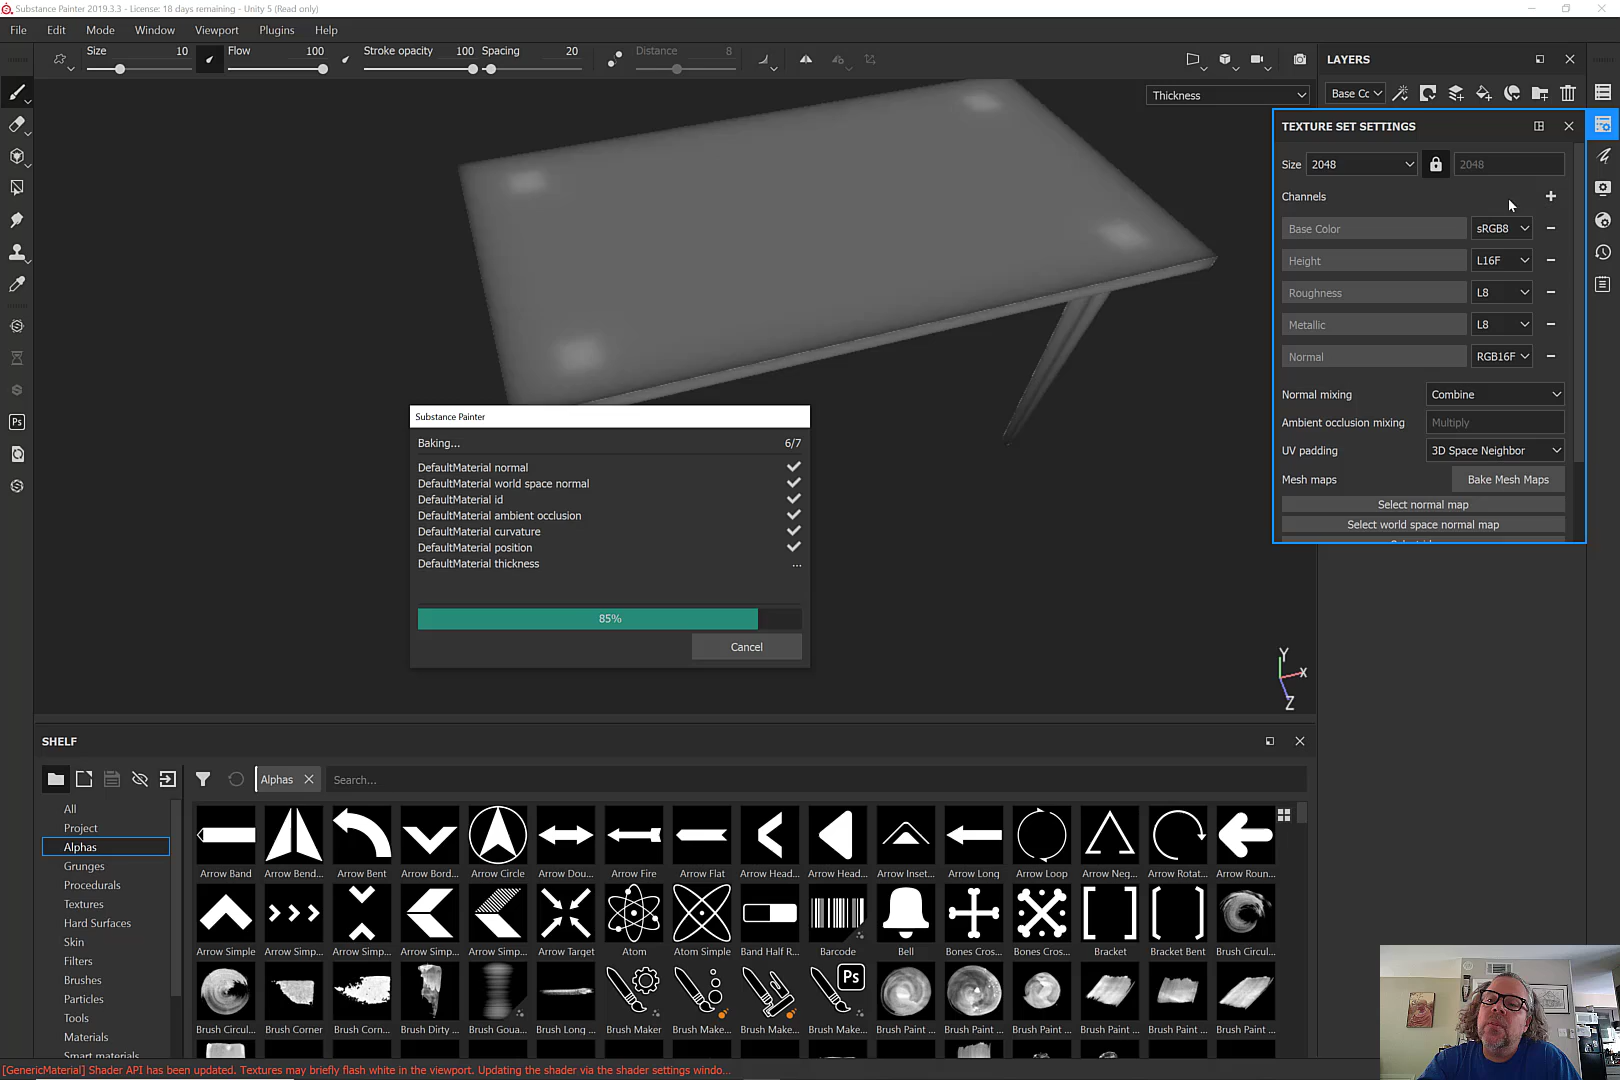 Substance Painter 2019.3.3 - License: 18 days remaining - Unity 5 (Read only)
File Edit Mode Window Viewport Plugins Help
Size 10 Flow 100 Stroke opacity 100 Spacing 20 Distance 8
LAYERS
Thickness
Base Cc
TEXTURE SET SETTINGS
Size 2048 2048
Channels
Base Color sRGB8
Height L16F
Roughness L8
Metallic L8
Normal RGB16F
Normal mixing Combine
Ambient occlusion mixing Multiply
UV padding 3D Space Neighbor
Mesh maps Bake Mesh Maps
Select normal map
Select world space normal map
Substance Painter
Baking... 6/7
DefaultMaterial normal
DefaultMaterial world space normal
DefaultMaterial id
DefaultMaterial ambient occlusion
DefaultMaterial curvature
DefaultMaterial position
DefaultMaterial thickness ...
85%
Cancel
Ps
Y
X
Z
SHELF
Alphas Search...
All
Project
Alphas
Grunges
Procedurals
Textures
Hard Surfaces
Skin
Filters
Brushes
Particles
Tools
Materials
Smart materials
Arrow Band Arrow Bend... Arrow Bent Arrow Bord... Arrow Circle Arrow Dou... Arrow Fire Arrow Flat Arrow Head... Arrow Head... Arrow Inset... Arrow Long Arrow Loop Arrow Neg... Arrow Rotat... Arrow Roun...
Arrow Simple Arrow Simp... Arrow Simp... Arrow Simp... Arrow Simp... Arrow Target Atom Atom Simple Band Half R... Barcode Bell Bones Cros... Bones Cros... Bracket Bracket Bent Brush Circul...
Ps
Brush Circul... Brush Corner Brush Corn... Brush Dirty ... Brush Goua... Brush Long ... Brush Maker Brush Make... Brush Make... Brush Make... Brush Paint ... Brush Paint ... Brush Paint ... Brush Paint ... Brush Paint ... Brush Paint ...
[GenericMaterial] Shader API has been updated. Textures may briefly flash white in the viewport. Updating the shader via the shader settings windo...